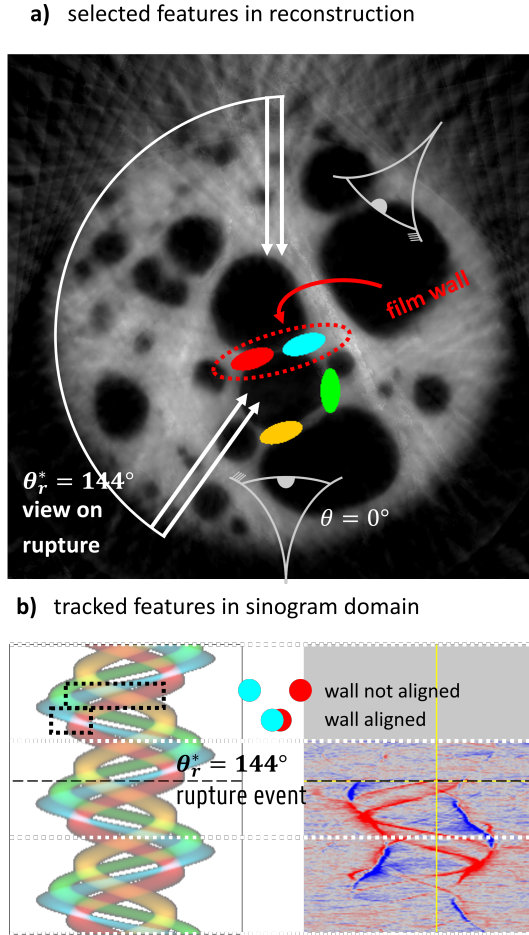 a) selected features in reconstruction
film wall
θ*r = 144°
view on
rupture
θ = 0°
b) tracked features in sinogram domain
wall not aligned
wall aligned
θ*r = 144°
rupture event